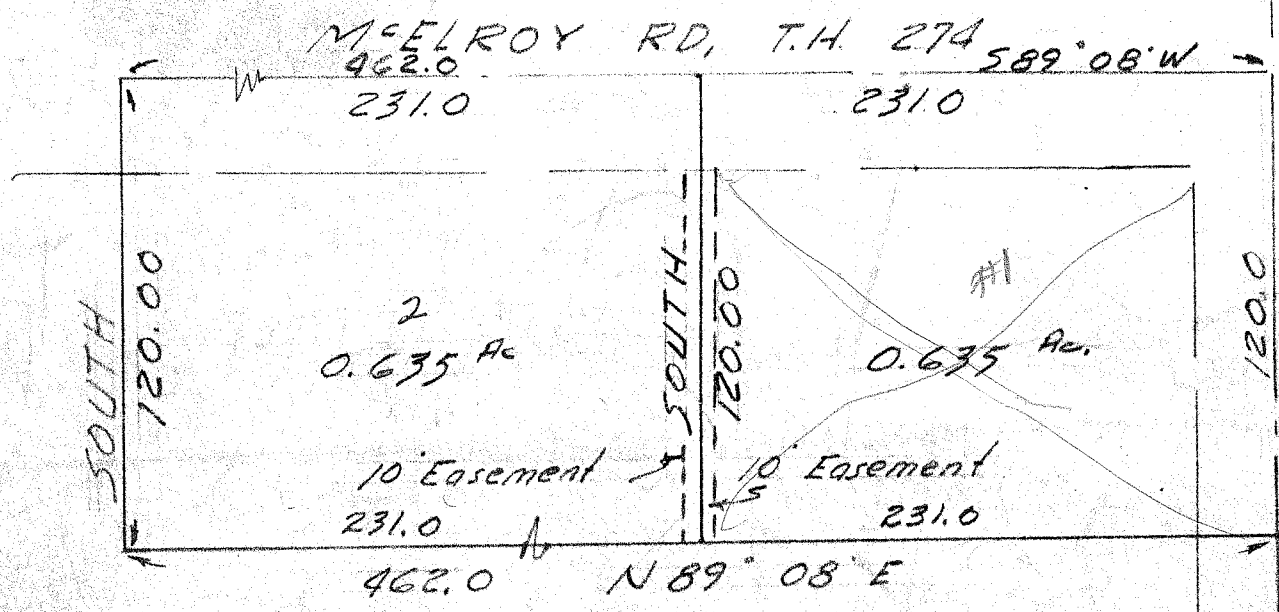 McELROY RD, T.H. 274
462.0 S89°08'W
231.0 231.0
SOUTH
120.00
2
0.635 Ac
SOUTH
120.00
#1
0.635 Ac.
120.0
10' Easement
10' Easement
231.0 231.0
462.0 N 89° 08' E